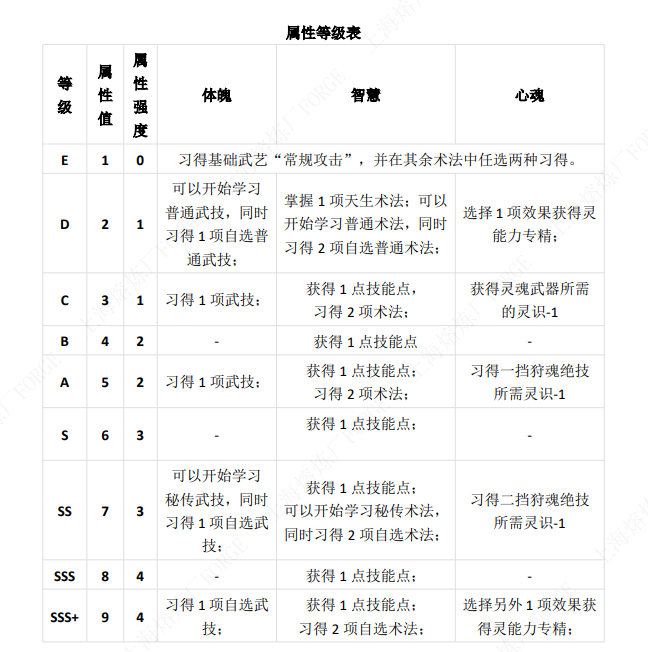 属性等级表
等级 属性值 属性强度 体魄 智慧 心魂
E 1 0 习得基础武艺“常规攻击”，并在其余术法中任选两种习得。
D 2 1
可以开始学习
普通武技，同时
习得1项自选普
通武技；
掌握1项天生术法；可以
开始学习普通术法，同时
习得2项自选普通术法；
选择1项效果获得灵
能力专精；
C 3 1
习得1项武技；
获得1点技能点，
习得2项术法；
获得灵魂武器所需
的灵识-1
B 4 2 - 获得1点技能点 -
A 5 2
习得1项武技；
获得1点技能点；
习得2项术法；
习得一挡狩魂绝技
所需灵识-1
S 6 3 - 获得1点技能点； -
SS 7 3
可以开始学习
秘传武技，同时
习得1项自选武
技；
获得1点技能点；
可以开始学习秘传术法，
同时习得2项自选术法；
习得二挡狩魂绝技
所需灵识-1
SSS 8 4 - 获得1点技能点； -
SSS+ 9 4
习得1项自选武
技；
获得1点技能点；
习得2项自选术法；
选择另外1项效果获
得灵能力专精；
上海熔炼厂FORGE